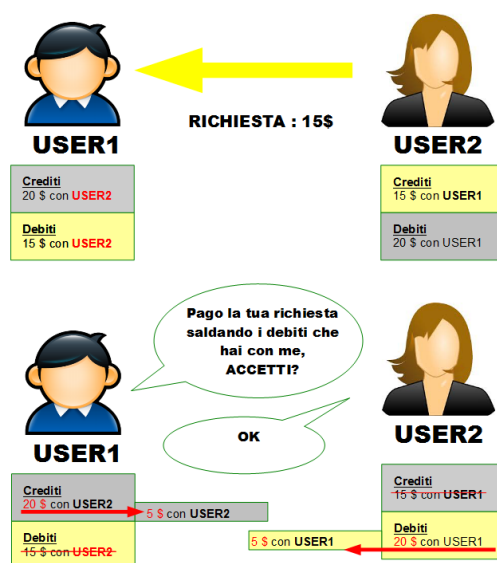 RICHIESTA : 15$
USER1
USER2
Crediti
20 $ con USER2
Debiti
15 $ con USER2
Crediti
15 $ con USER1
Debiti
20 $ con USER1
Pago la tua richiesta
saldando i debiti che
hai con me,
ACCETTI?
OK
USER1
USER2
Crediti
20 $ con USER2
5 $ con USER2
Debiti
15 $ con USER2
Crediti
15 $ con USER1
Debiti
20 $ con USER1
5 $ con USER1